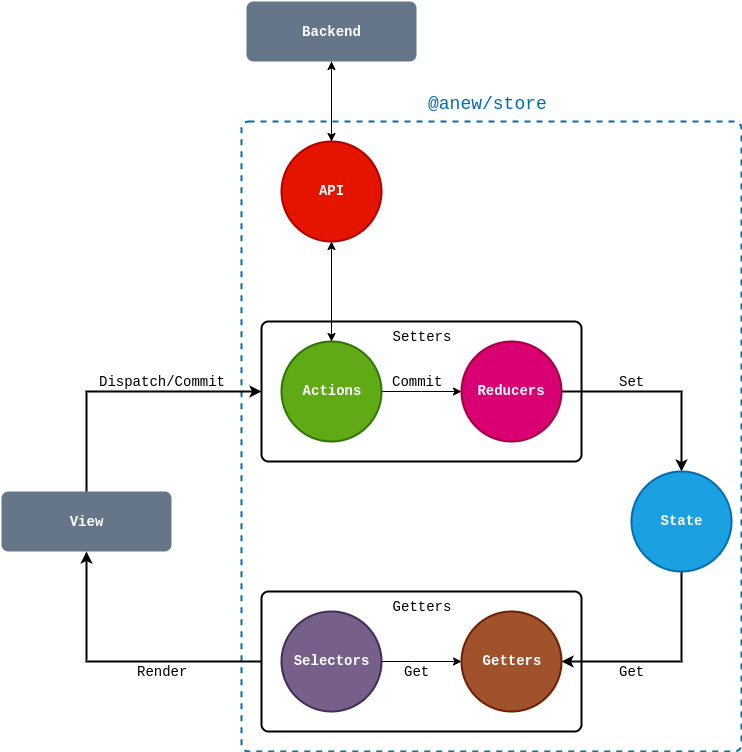 Backend
@anew/store
API
Setters
Dispatch/Commit
Actions
Commit
Reducers
Set
View
State
Getters
Selectors
Get
Getters
Render
Get